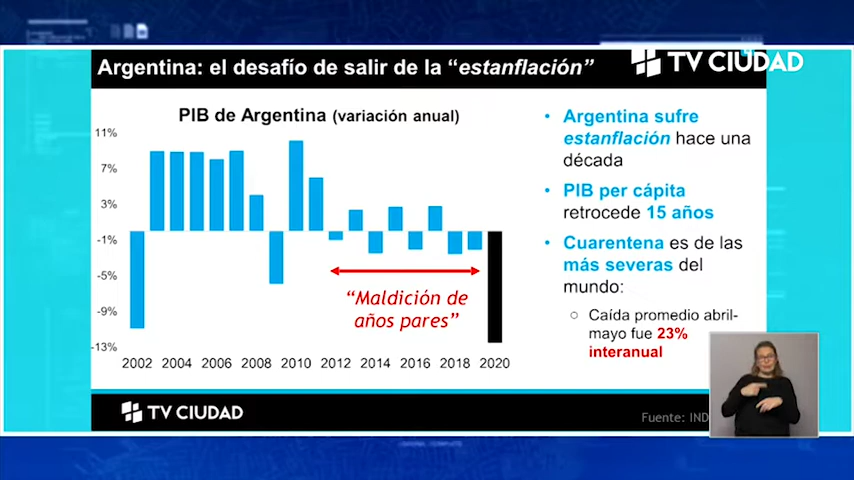 Argentina: el desafío de salir de la “estanflación”
TV CIUDAD
PIB de Argentina (variación anual)
11%
7%
3%
-1%
-5%
-9%
-13%
2002 2004 2006 2008 2010 2012 2014 2016 2018 2020
“Maldición de
años pares”
• Argentina sufre
estanflación hace una
década
• PIB per cápita
retrocede 15 años
• Cuarentena es de las
más severas del
mundo:
○ Caída promedio abril-
mayo fue 23%
interanual
TV CIUDAD
Fuente: